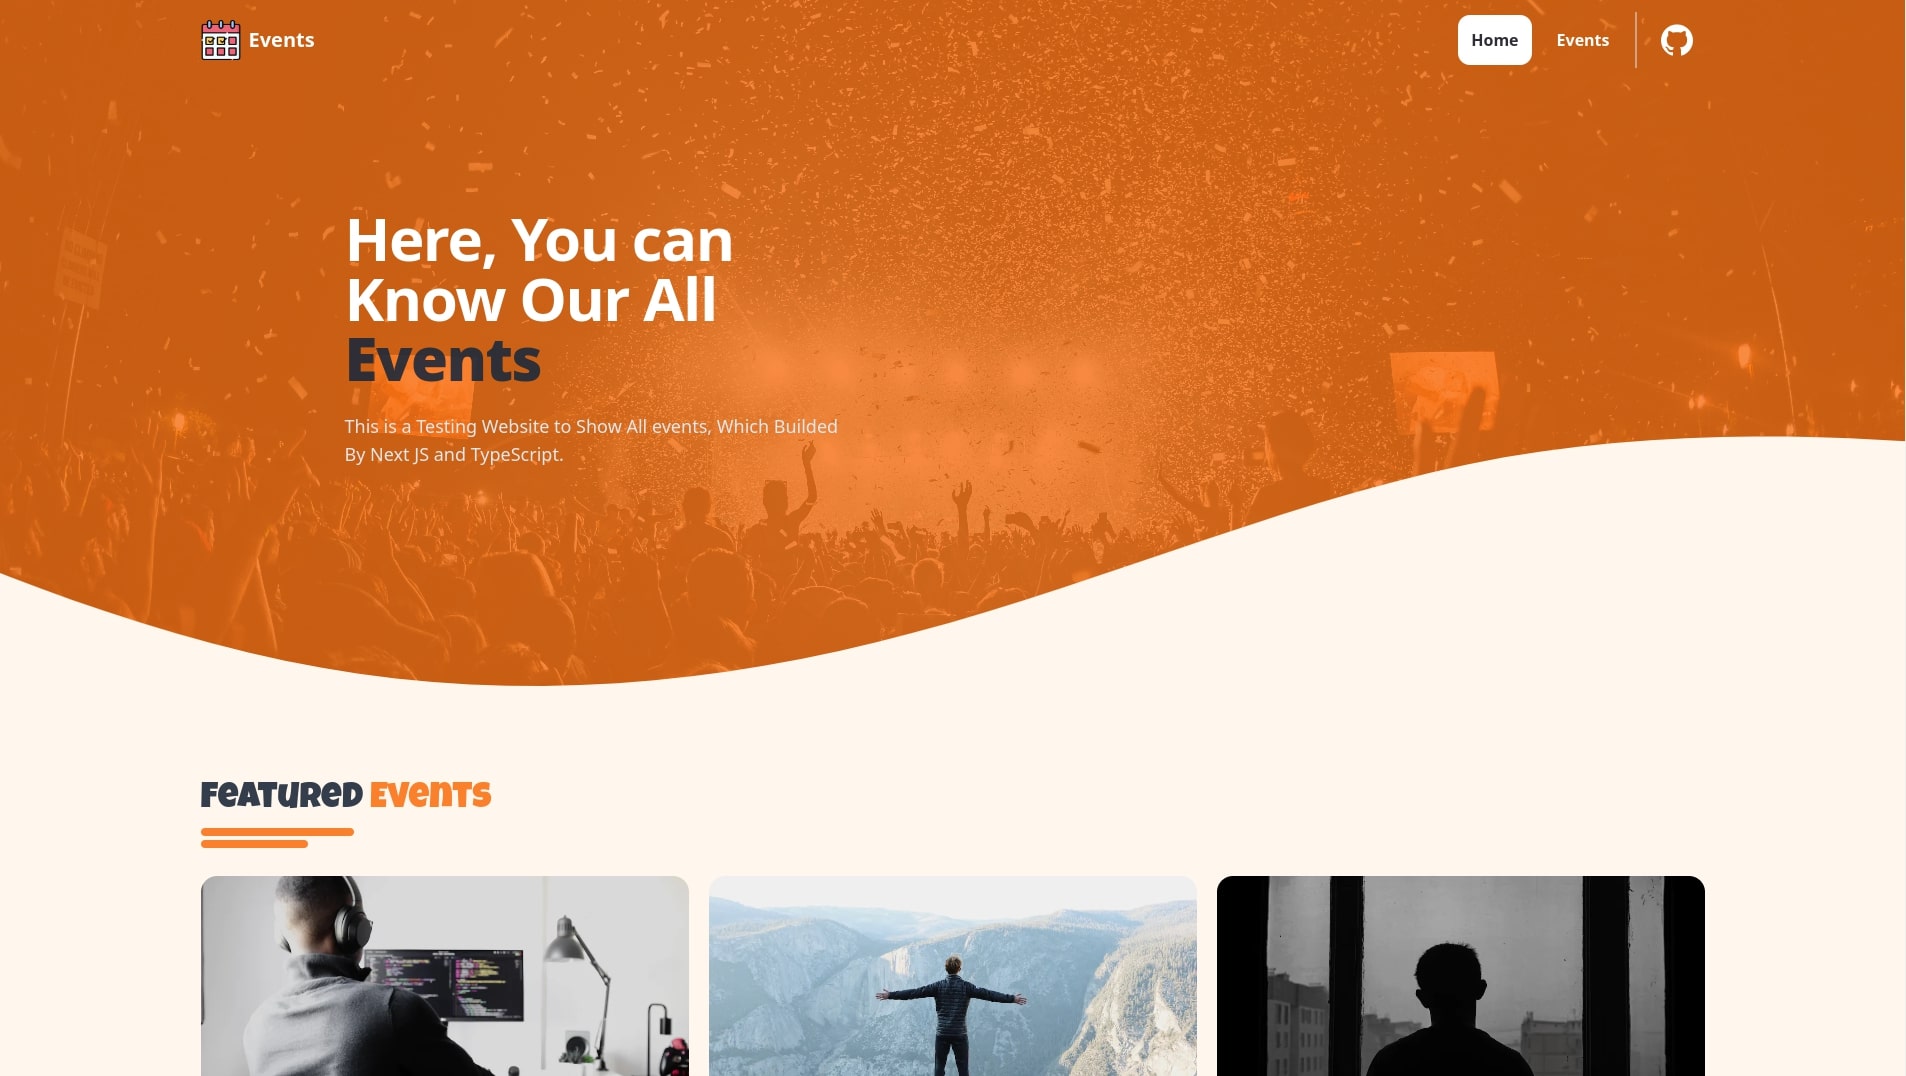 Events
Home
Events
Here, You can
Know Our All
Events
This is a Testing Website to Show All events, Which Builded
By Next JS and TypeScript.
Featured Events